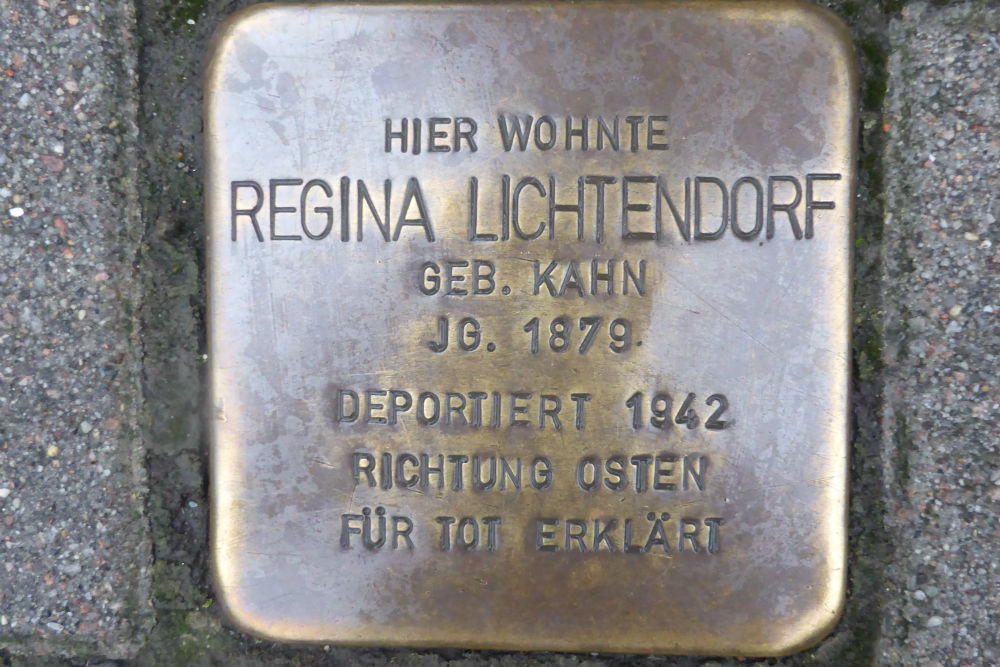 HIER WOHNTE
REGINA LICHTENDORF
GEB. KAHN
JG. 1879
DEPORTIERT 1942
RICHTUNG OSTEN
FÜR TOT ERKLÄRT